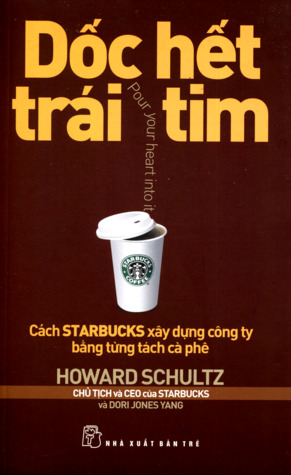 Dốc hết
trái tim
Pour your heart into it
STARBUCKS
COFFEE
Cách STARBUCKS xây dựng công ty
bằng từng tách cà phê
HOWARD SCHULTZ
CHỦ TỊCH và CEO của STARBUCKS
và DORI JONES YANG
NHÀ XUẤT BẢN TRẺ